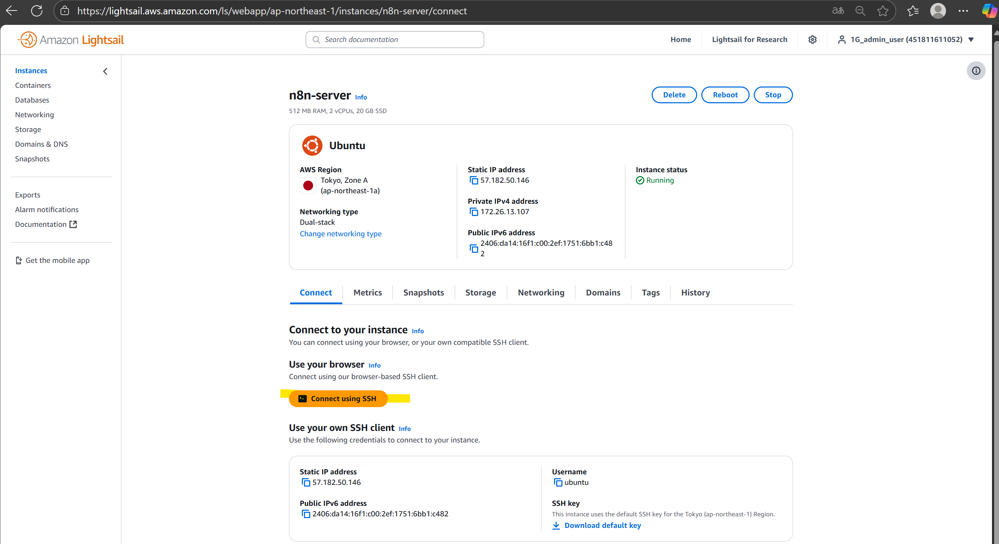 https://lightsail.aws.amazon.com/ls/webapp/ap-northeast-1/instances/n8n-server/connect
aあ
Amazon Lightsail
Search documentation
Home
Lightsail for Research
1G_admin_user (451811611052)
Instances
Containers
Databases
Networking
Storage
Domains & DNS
Snapshots
Exports
Alarm notifications
Documentation
Get the mobile app
n8n-server Info
Delete
Reboot
Stop
512 MB RAM, 2 vCPUs, 20 GB SSD
Ubuntu
AWS Region
Tokyo, Zone A
(ap-northeast-1a)
Networking type
Dual-stack
Change networking type
Static IP address
57.182.50.146
Private IPv4 address
172.26.13.107
Public IPv6 address
2406:da14:16f1:c00:2ef:1751:6bb1:c48
2
Instance status
Running
Connect
Metrics
Snapshots
Storage
Networking
Domains
Tags
History
Connect to your instance Info
You can connect using your browser, or your own compatible SSH client.
Use your browser Info
Connect using our browser-based SSH client.
Connect using SSH
Use your own SSH client Info
Use the following credentials to connect to your instance.
Static IP address
57.182.50.146
Public IPv6 address
2406:da14:16f1:c00:2ef:1751:6bb1:c482
Username
ubuntu
SSH key
This instance uses the default SSH key for the Tokyo (ap-northeast-1) Region.
Download default key